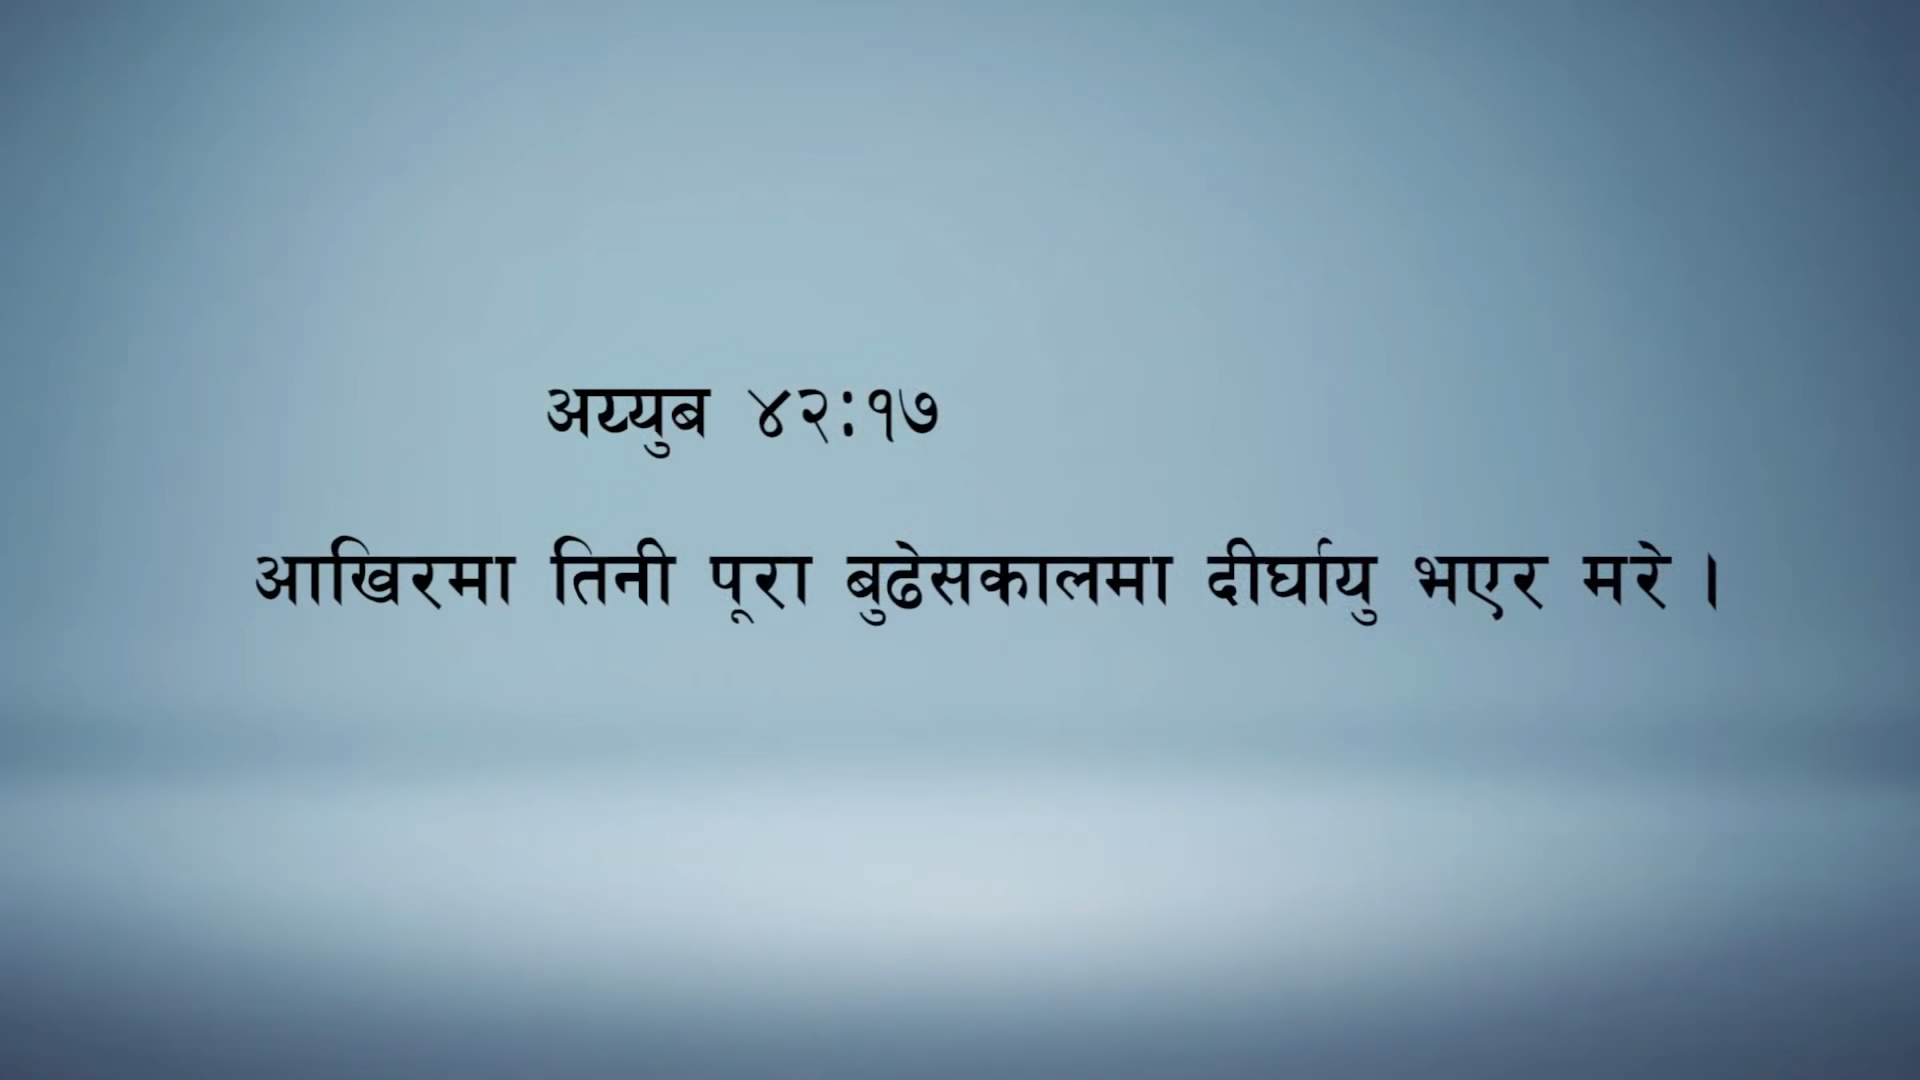 अय्युब ४२:१७
आखिरमा तिनी पूरा बुढेसकालमा दीर्घायु भएर मरे ।